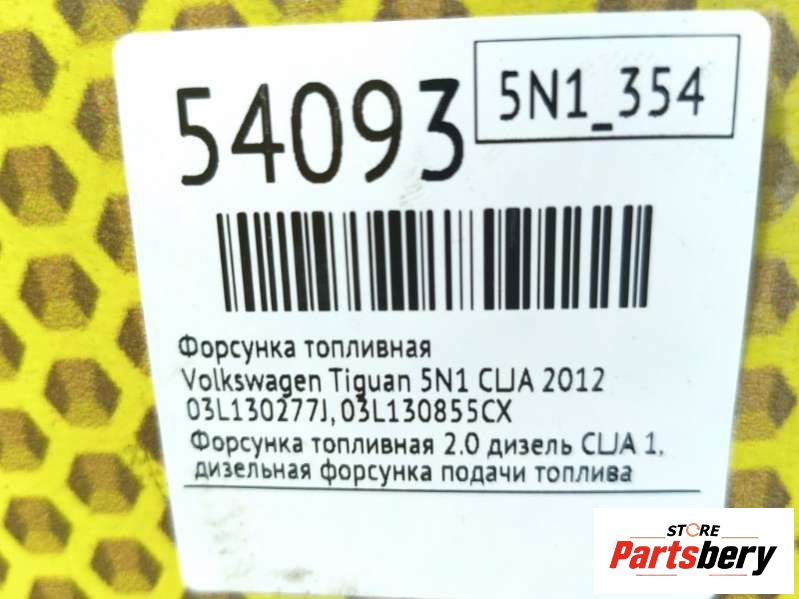 54093
5N1_354
Форсунка топливная
Volkswagen Tiguan 5N1 CLJA 2012
03L130277J, 03L130855CX
Форсунка топливная 2.0 дизель CLJA 1,
дизельная форсунка подачи топлива
STORE
Partsbery